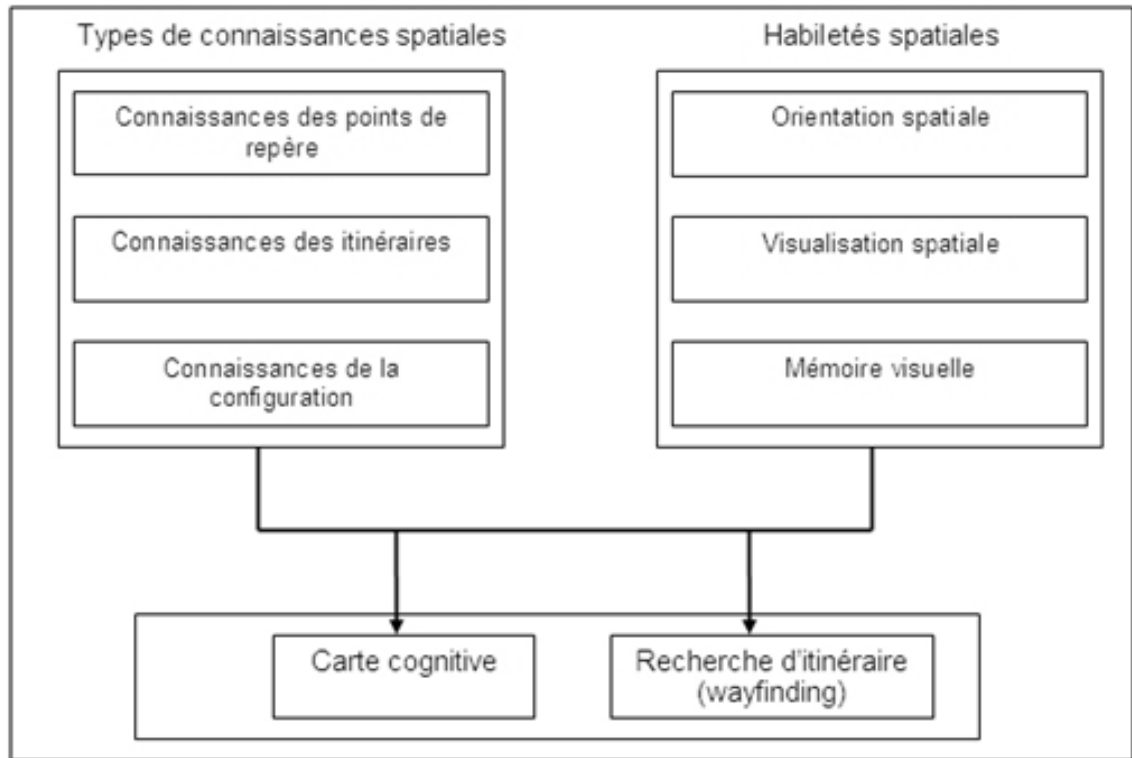 Types de connaissances spatiales
Connaissances des points de
repère
Connaissances des itinéraires
Connaissances de la
configuration
Habiletés spatiales
Orientation spatiale
Visualisation spatiale
Mémoire visuelle
Carte cognitive
Recherche d'itinéraire
(wayfinding)